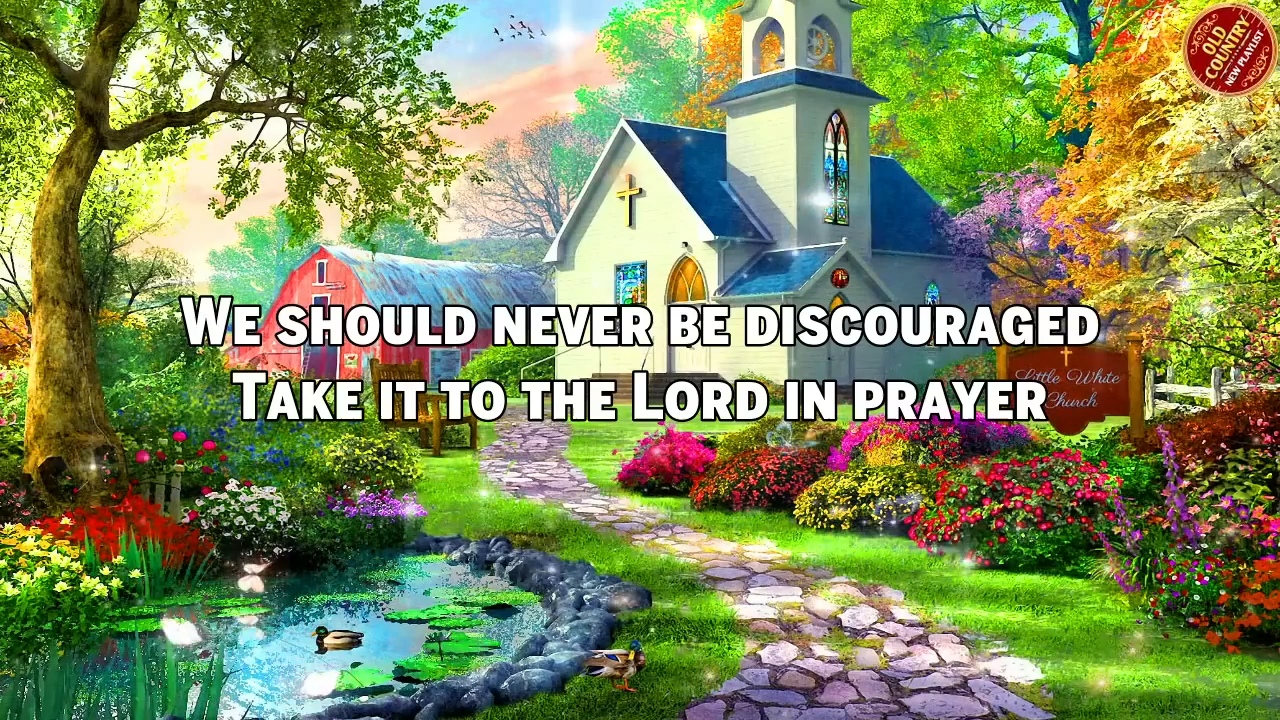 OLD
COUNTRY
NEW PLAYLIST
We should never be discouraged
Take it to the Lord in prayer
Little White
Church